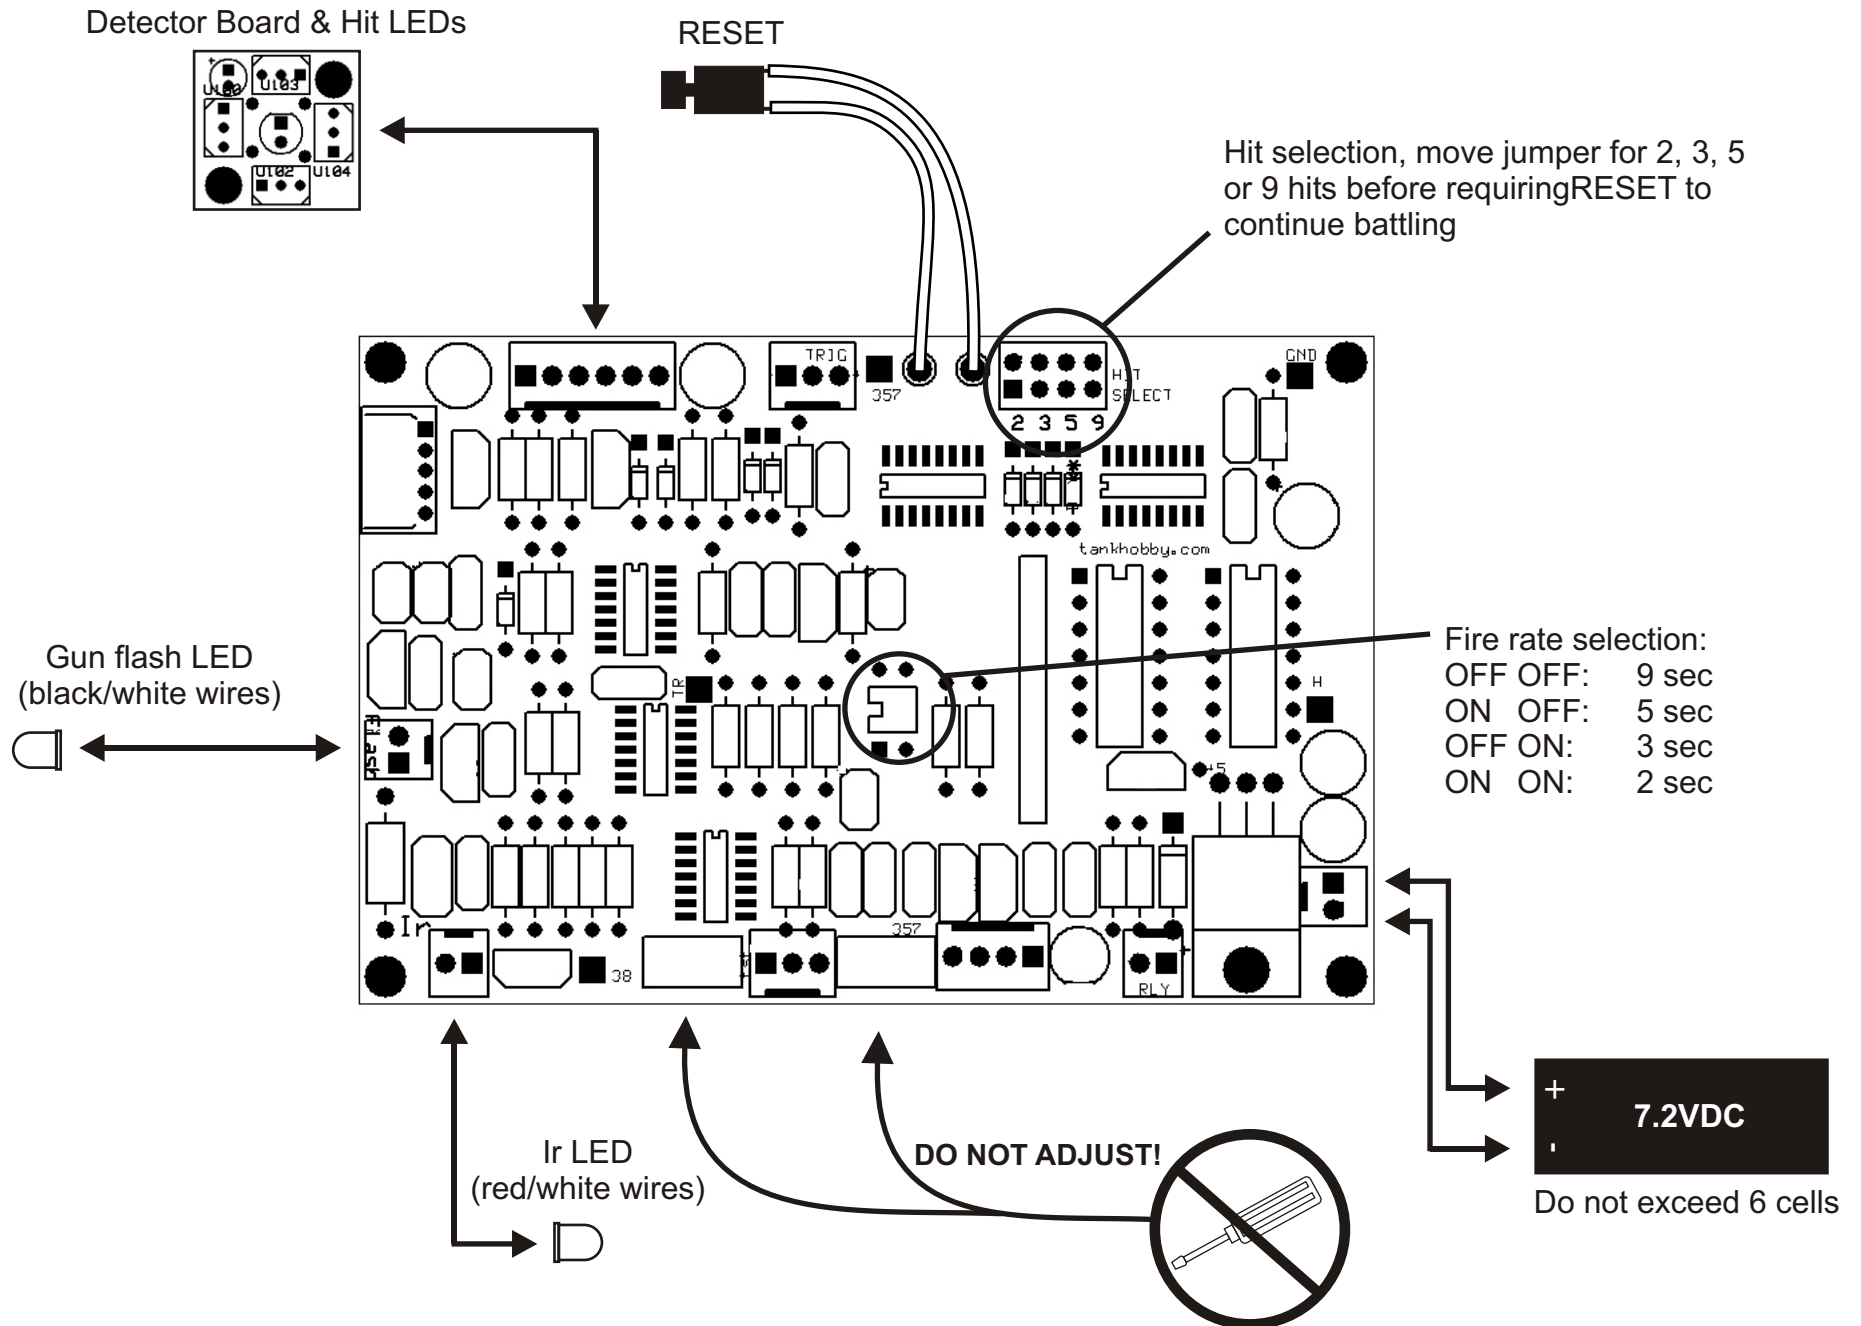 Detector Board & Hit LEDs
RESET
U100
U103
U102
U104
Hit selection, move jumper for 2, 3, 5
or 9 hits before requiringRESET to
continue battling
TRIG
357
HIT
SELECT
2 3 5 9
GND
tankhobby.com
Gun flash LED
(black/white wires)
Flash
TR
H
+5
Fire rate selection:
OFF OFF: 9 sec
ON OFF: 5 sec
OFF ON: 3 sec
ON ON: 2 sec
Ir
38
357
+
RLY
Ir LED
(red/white wires)
DO NOT ADJUST!
+
7.2VDC
-
Do not exceed 6 cells